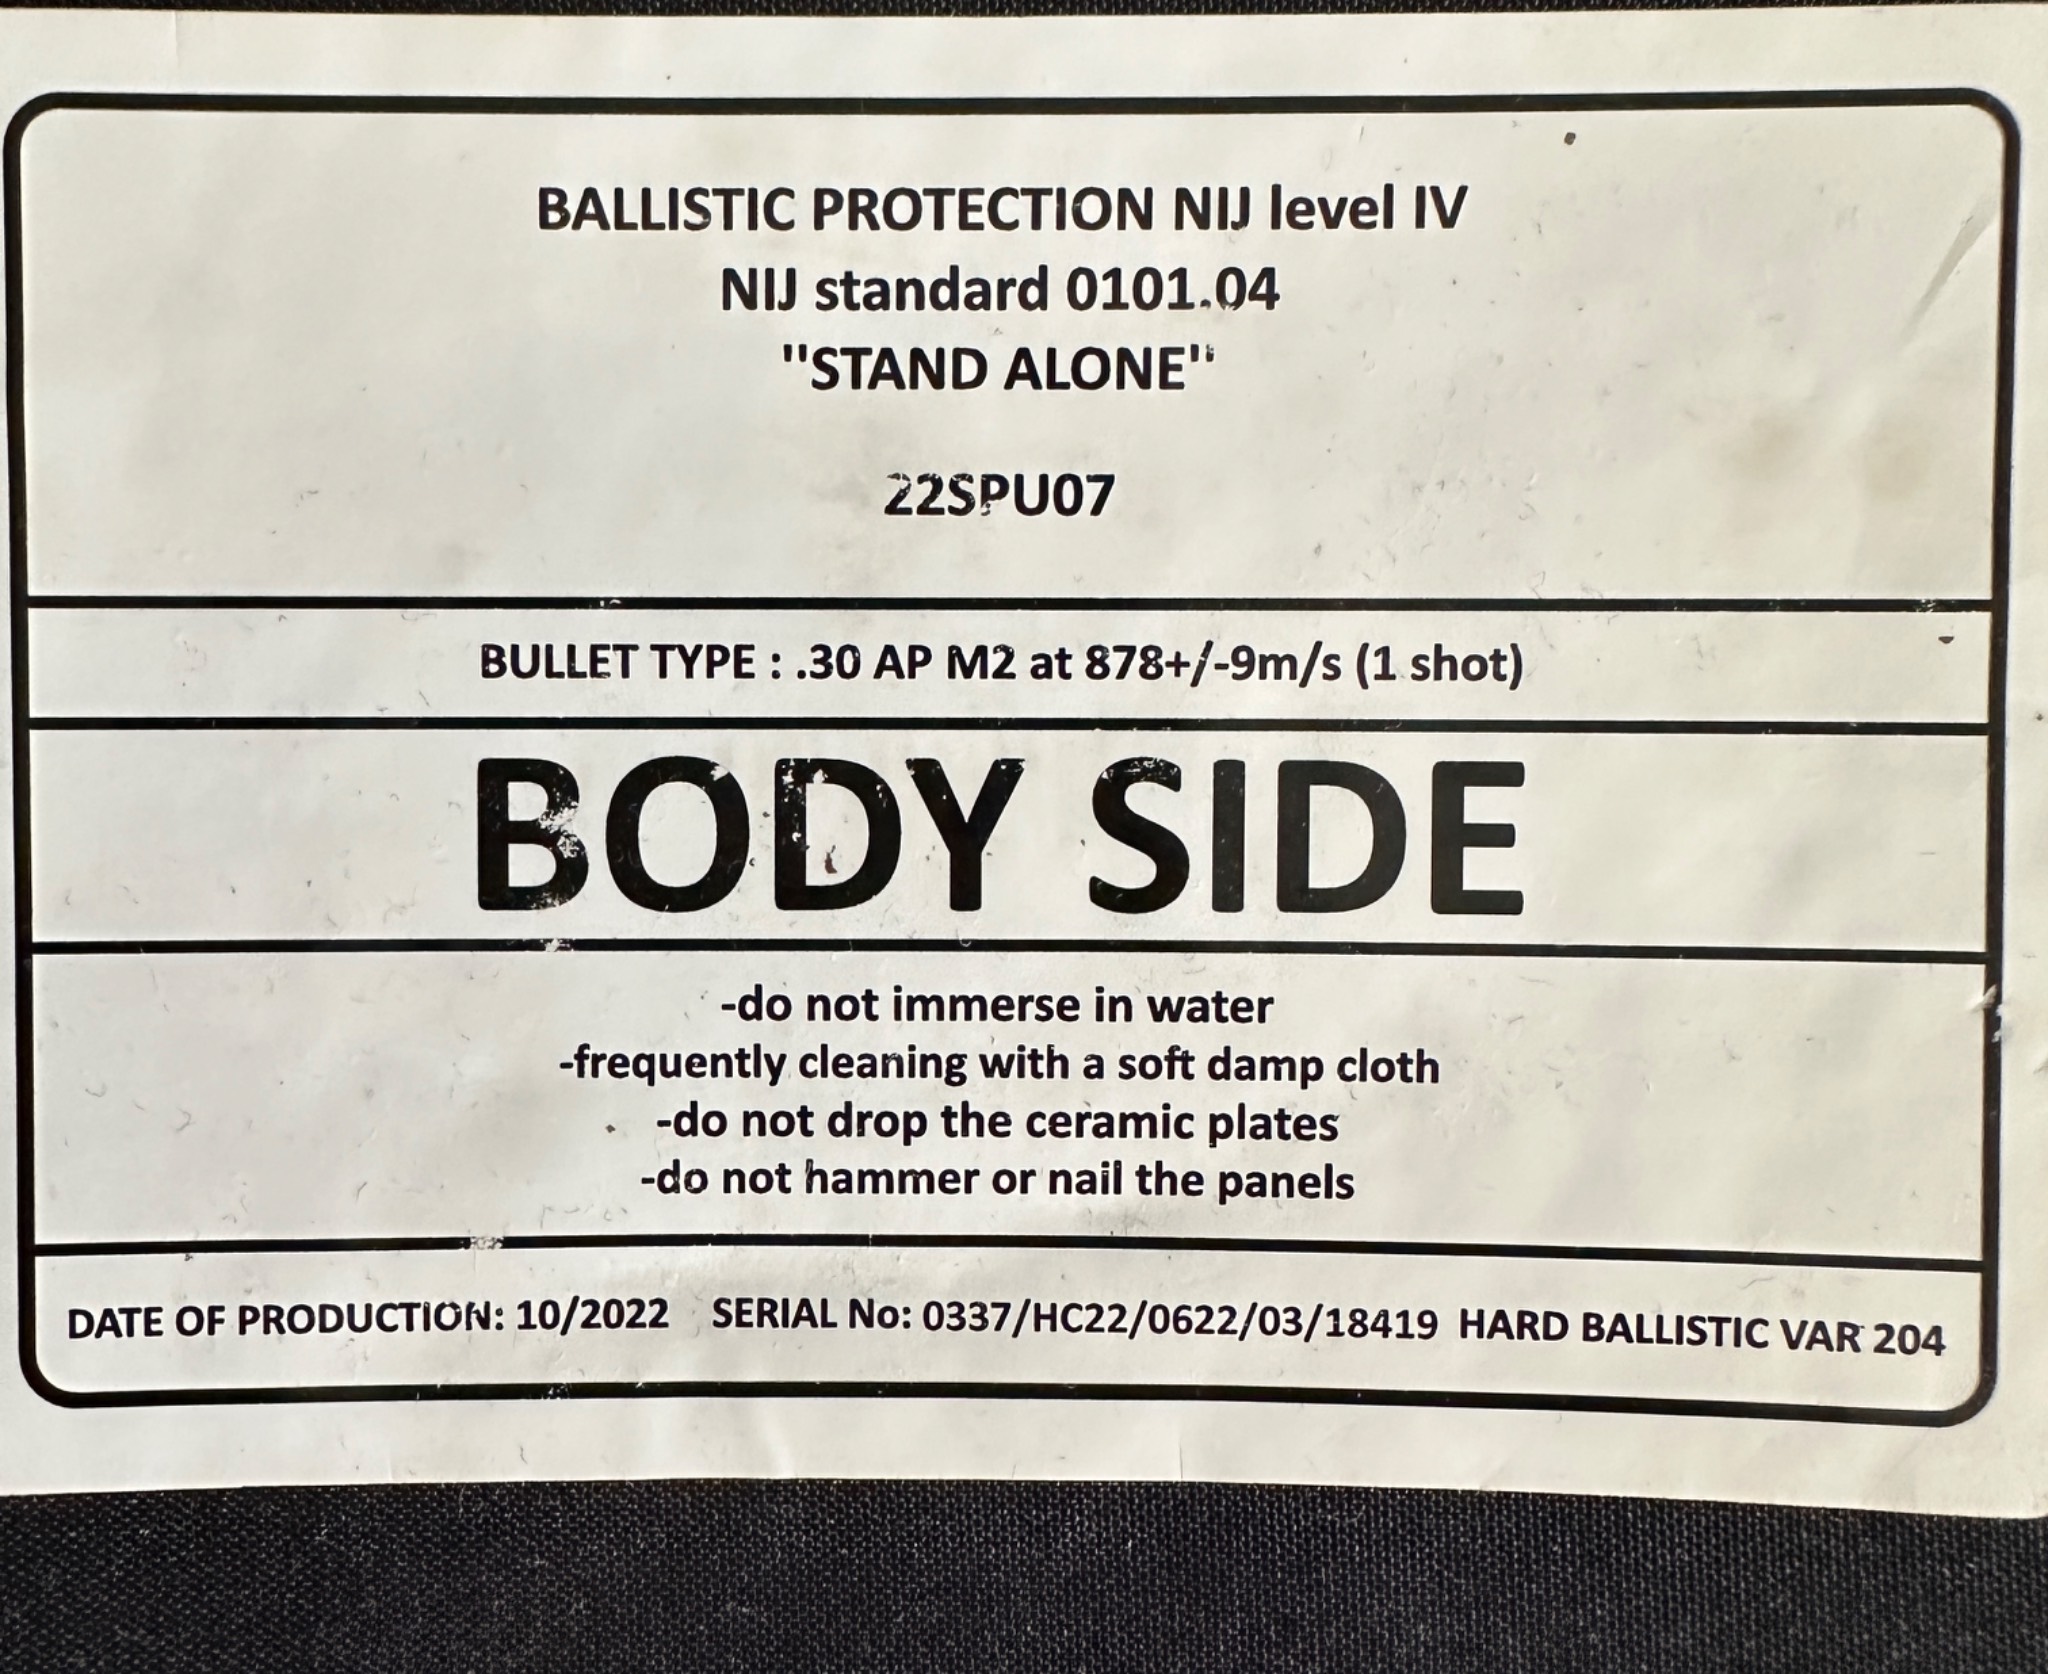 BALLISTIC PROTECTION NIJ level IV
NIJ standard 0101.04
"STAND ALONE"
22SPU07
BULLET TYPE : .30 AP M2 at 878+/-9m/s (1 shot)
BODY SIDE
-do not immerse in water
-frequently cleaning with a soft damp cloth
-do not drop the ceramic plates
-do not hammer or nail the panels
DATE OF PRODUCTION: 10/2022 SERIAL No: 0337/HC22/0622/03/18419 HARD BALLISTIC VAR 204